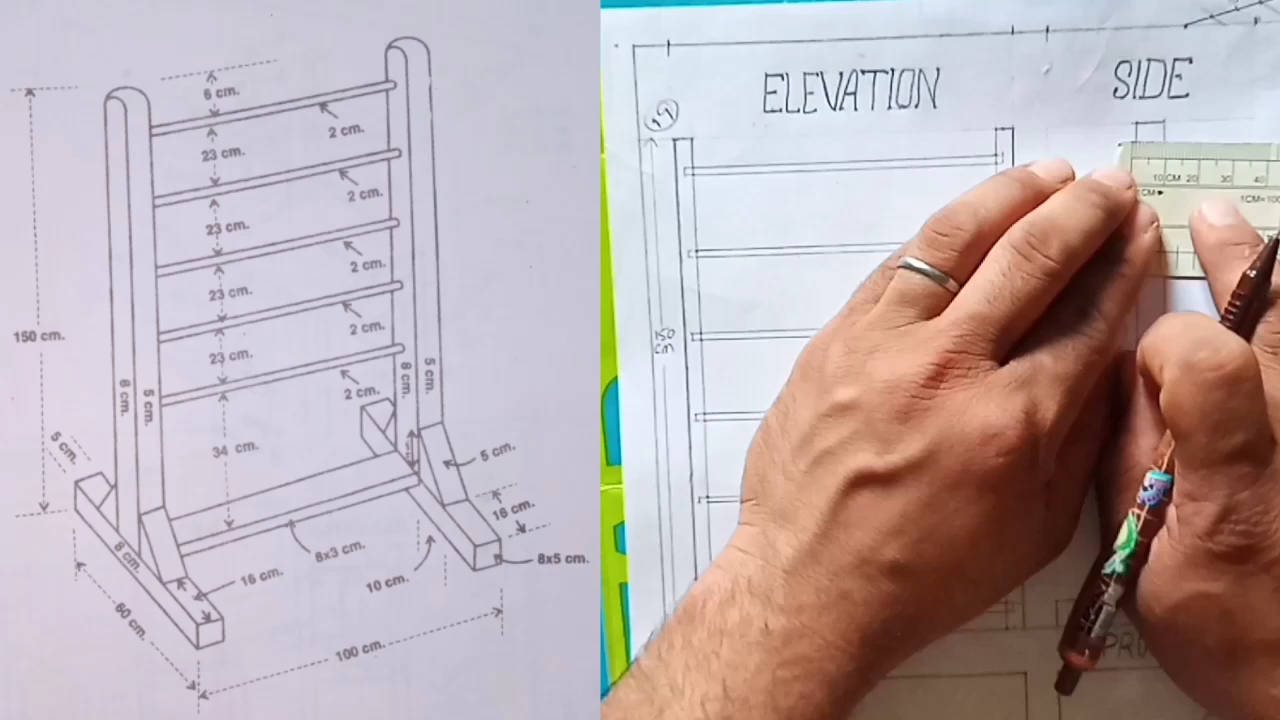 6 cm.
2 cm.
23 cm.
2 cm.
23 cm.
2 cm.
23 cm.
2 cm.
23 cm.
2 cm.
34 cm.
150 cm.
8 cm.
5 cm.
8 cm.
5 cm.
5 cm.
5 cm.
16 cm.
8x5 cm.
8x3 cm.
10 cm.
8 cm.
16 cm.
60 cm.
100 cm.
ELEVATION
SIDE
150
cm
10 CM 20 30 40
1CM